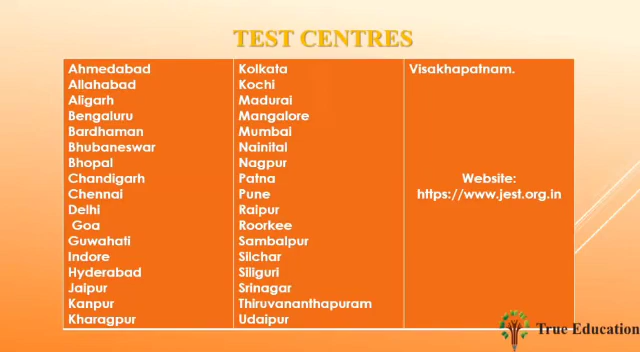 TEST CENTRES
Ahmedabad
Allahabad
Aligarh
Bengaluru
Bardhaman
Bhubaneswar
Bhopal
Chandigarh
Chennai
Delhi
Goa
Guwahati
Indore
Hyderabad
Jaipur
Kanpur
Kharagpur
Kolkata
Kochi
Madurai
Mangalore
Mumbai
Nainital
Nagpur
Patna
Pune
Raipur
Roorkee
Sambalpur
Silchar
Siliguri
Srinagar
Thiruvananthapuram
Udaipur
Visakhapatnam.
Website:
https://www.jest.org.in
True Education